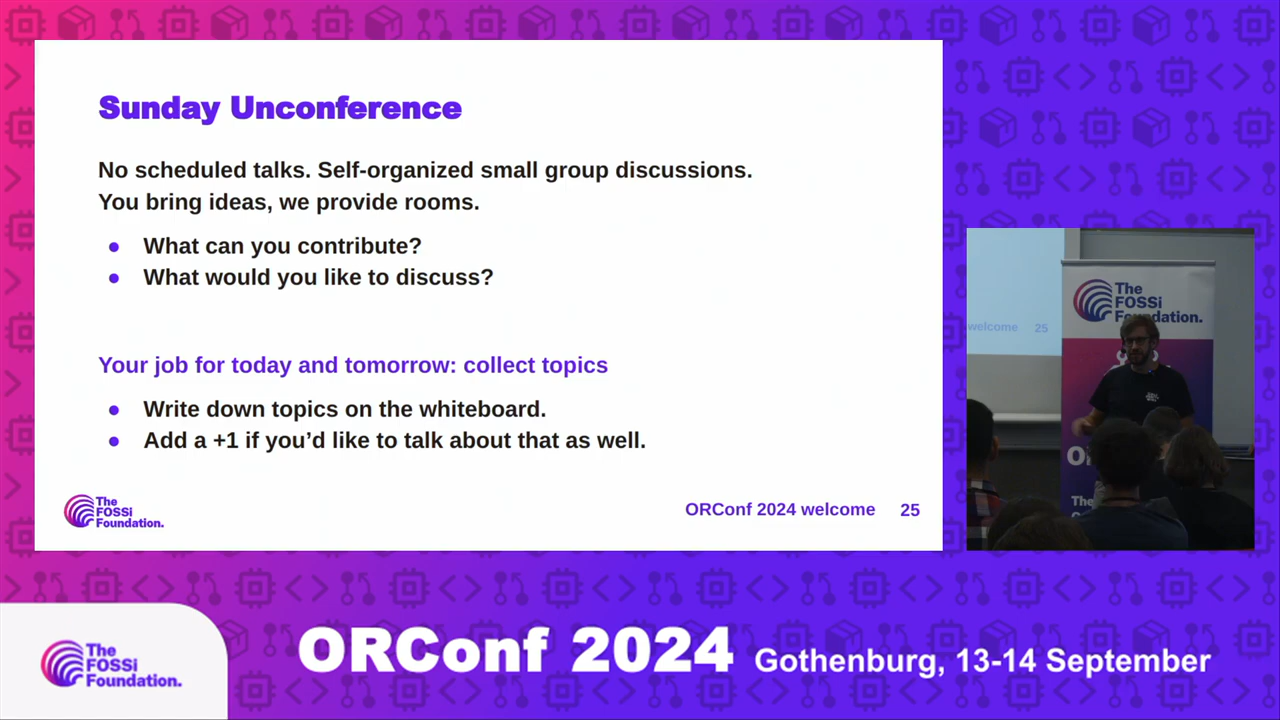 Sunday Unconference
No scheduled talks. Self-organized small group discussions.
You bring ideas, we provide rooms.
● What can you contribute?
● What would you like to discuss?
Your job for today and tomorrow: collect topics
● Write down topics on the whiteboard.
● Add a +1 if you’d like to talk about that as well.
The
FOSSi
Foundation.
ORConf 2024 welcome 25
welcome 25
The
FOSSi
Foundation.
The
The
FOSSi
Foundation.
ORConf 2024 Gothenburg, 13-14 September